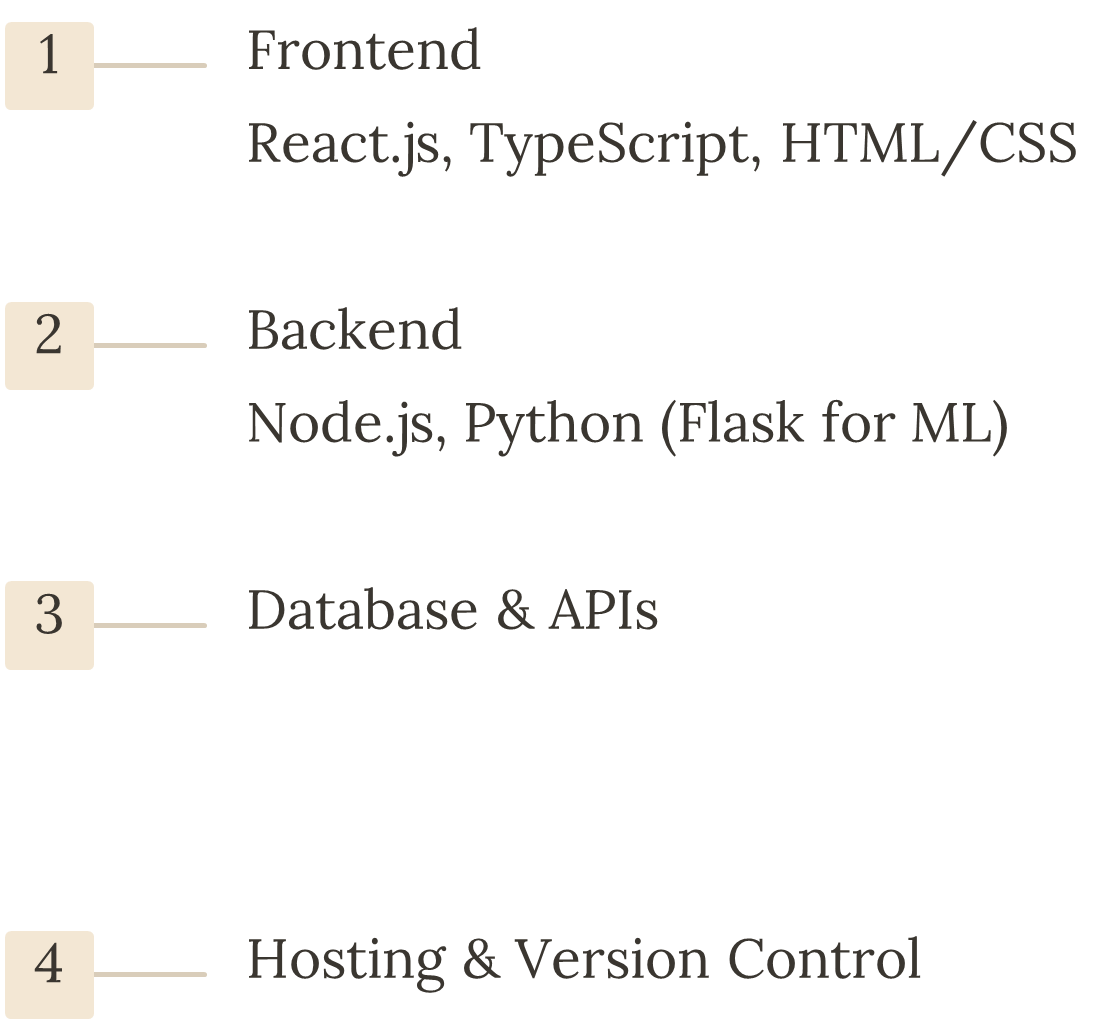 1
Frontend
React.js, TypeScript, HTML/CSS
2
Backend
Node.js, Python (Flask for ML)
3
Database & APIs
4
Hosting & Version Control